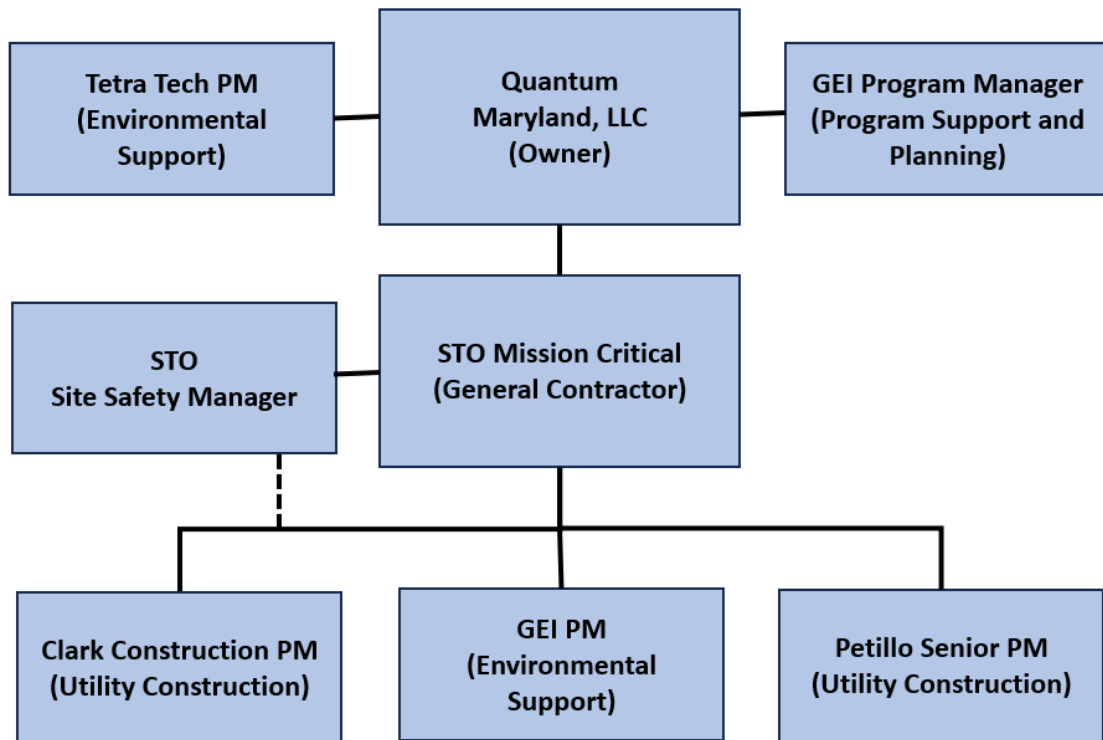 Tetra Tech PM
(Environmental
Support)
Quantum
Maryland, LLC
(Owner)
GEI Program Manager
(Program Support and
Planning)
STO
Site Safety Manager
STO Mission Critical
(General Contractor)
Clark Construction PM
(Utility Construction)
GEI PM
(Environmental
Support)
Petillo Senior PM
(Utility Construction)